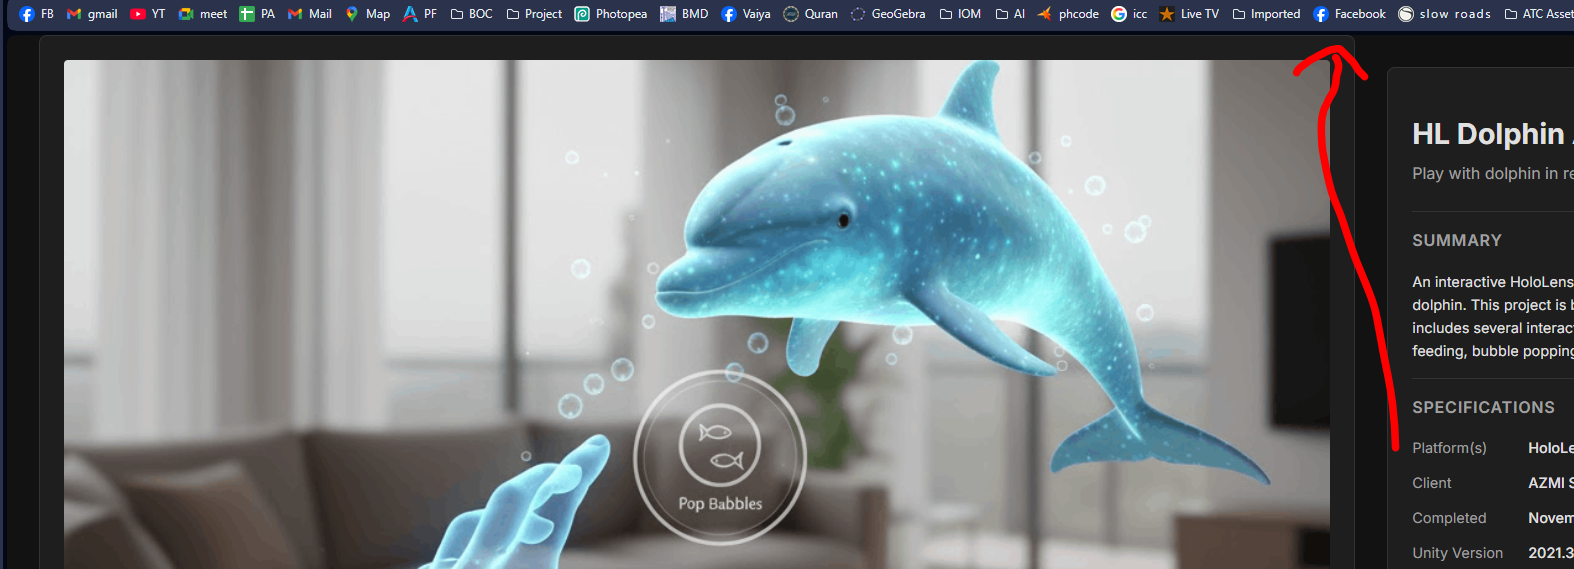 FB gmail YT meet PA Mail Map PF BOC Project Photopea BMD Vaiya Quran GeoGebra IOM AI phcode icc Live TV Imported Facebook slow roads ATC Asset
HL Dolphin
Play with dolphin in re
SUMMARY
An interactive HoloLens
dolphin. This project is b
includes several interact
feeding, bubble popping
SPECIFICATIONS
Platform(s) HoloLe
Client AZMI S
Completed Novem
Unity Version 2021.3
Pop Babbles